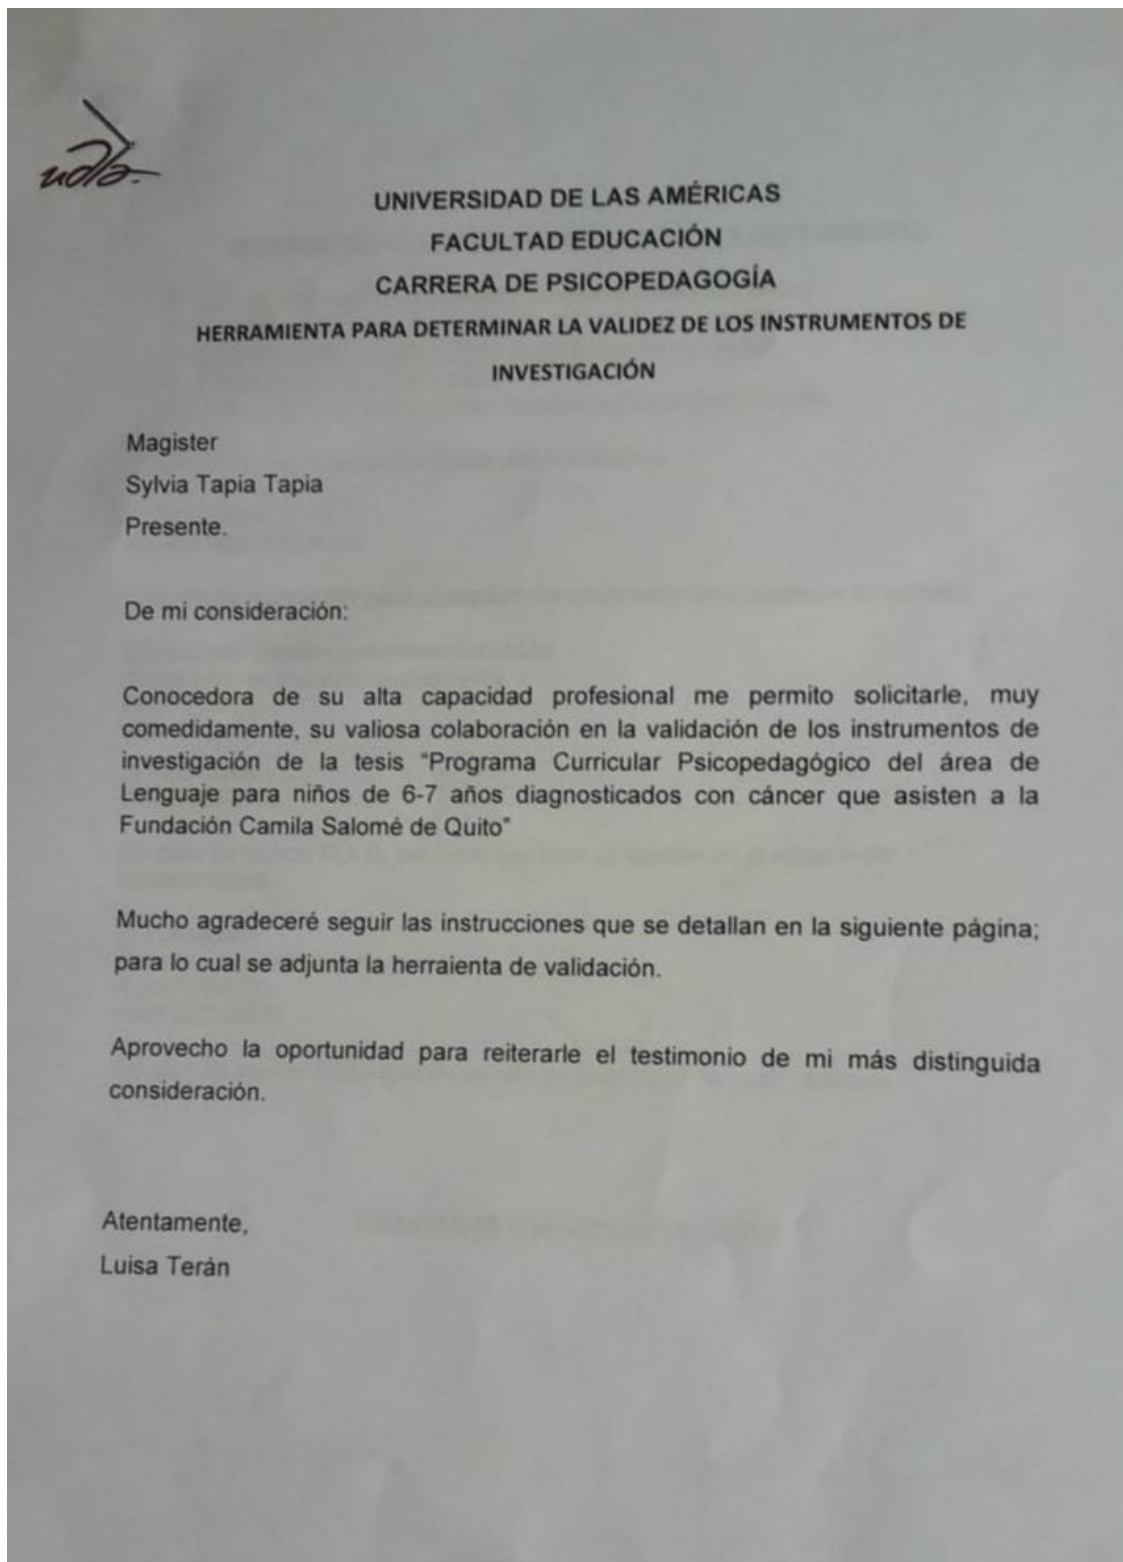 udla-
UNIVERSIDAD DE LAS AMÉRICAS
FACULTAD EDUCACIÓN
CARRERA DE PSICOPEDAGOGÍA
HERRAMIENTA PARA DETERMINAR LA VALIDEZ DE LOS INSTRUMENTOS DE
INVESTIGACIÓN
Magister
Sylvia Tapia Tapia
Presente.
De mi consideración:
Conocedora de su alta capacidad profesional me permito solicitarle, muy
comedidamente, su valiosa colaboración en la validación de los instrumentos de
investigación de la tesis "Programa Curricular Psicopedagógico del área de
Lenguaje para niños de 6-7 años diagnosticados con cáncer que asisten a la
Fundación Camila Salomé de Quito"
Mucho agradeceré seguir las instrucciones que se detallan en la siguiente página;
para lo cual se adjunta la herraienta de validación.
Aprovecho la oportunidad para reiterarle el testimonio de mi más distinguida
consideración.
Atentamente,
Luisa Terán